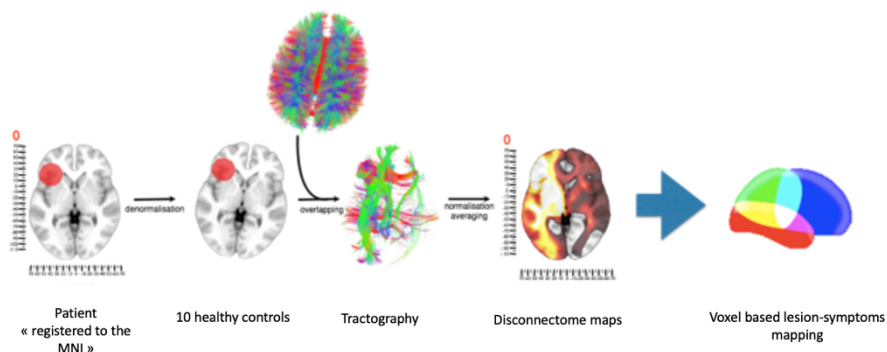 0
0
denormalisation
overlapping
normalisation
averaging
Patient
« registered to the
MNI »
10 healthy controls
Tractography
Disconnectome maps
Voxel based lesion-symptoms
mapping